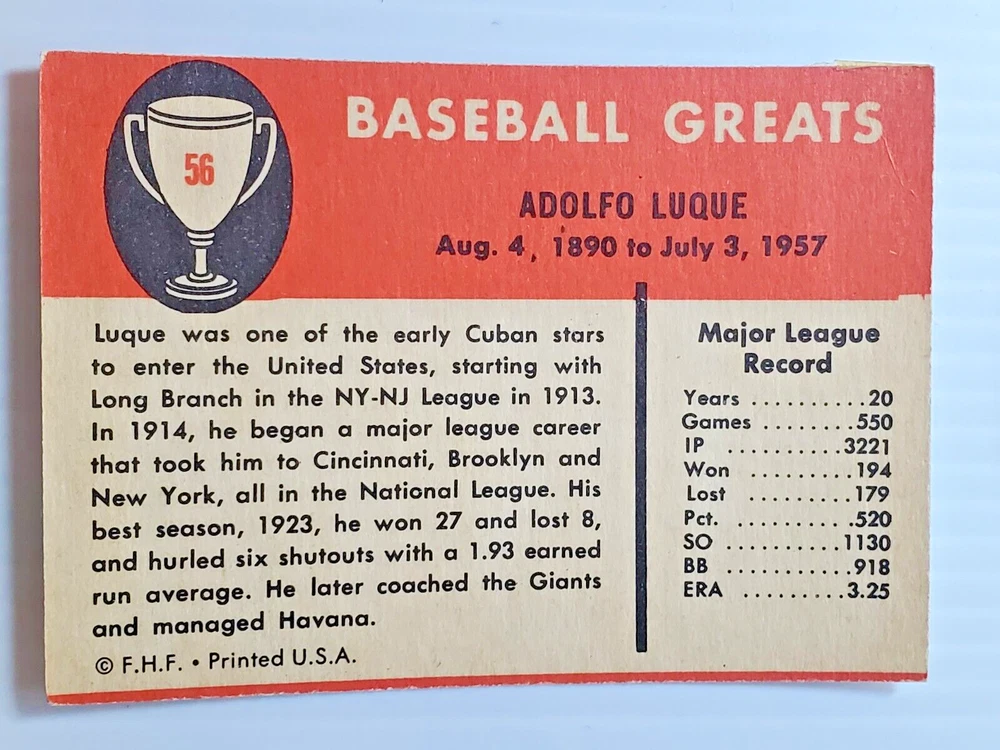 56
BASEBALL GREATS
ADOLFO LUQUE
Aug. 4, 1890 to July 3, 1957
Luque was one of the early Cuban stars
to enter the United States, starting with
Long Branch in the NY-NJ League in 1913.
In 1914, he began a major league career
that took him to Cincinnati, Brooklyn and
New York, all in the National League. His
best season, 1923, he won 27 and lost 8,
and hurled six shutouts with a 1.93 earned
run average. He later coached the Giants
and managed Havana.
© F.H.F. • Printed U.S.A.
Major League
Record
Years ..........20
Games ........550
IP ..........3221
Won .........194
Lost .........179
Pct. ..........520
SO ..........1130
BB ...........918
ERA .........3.25